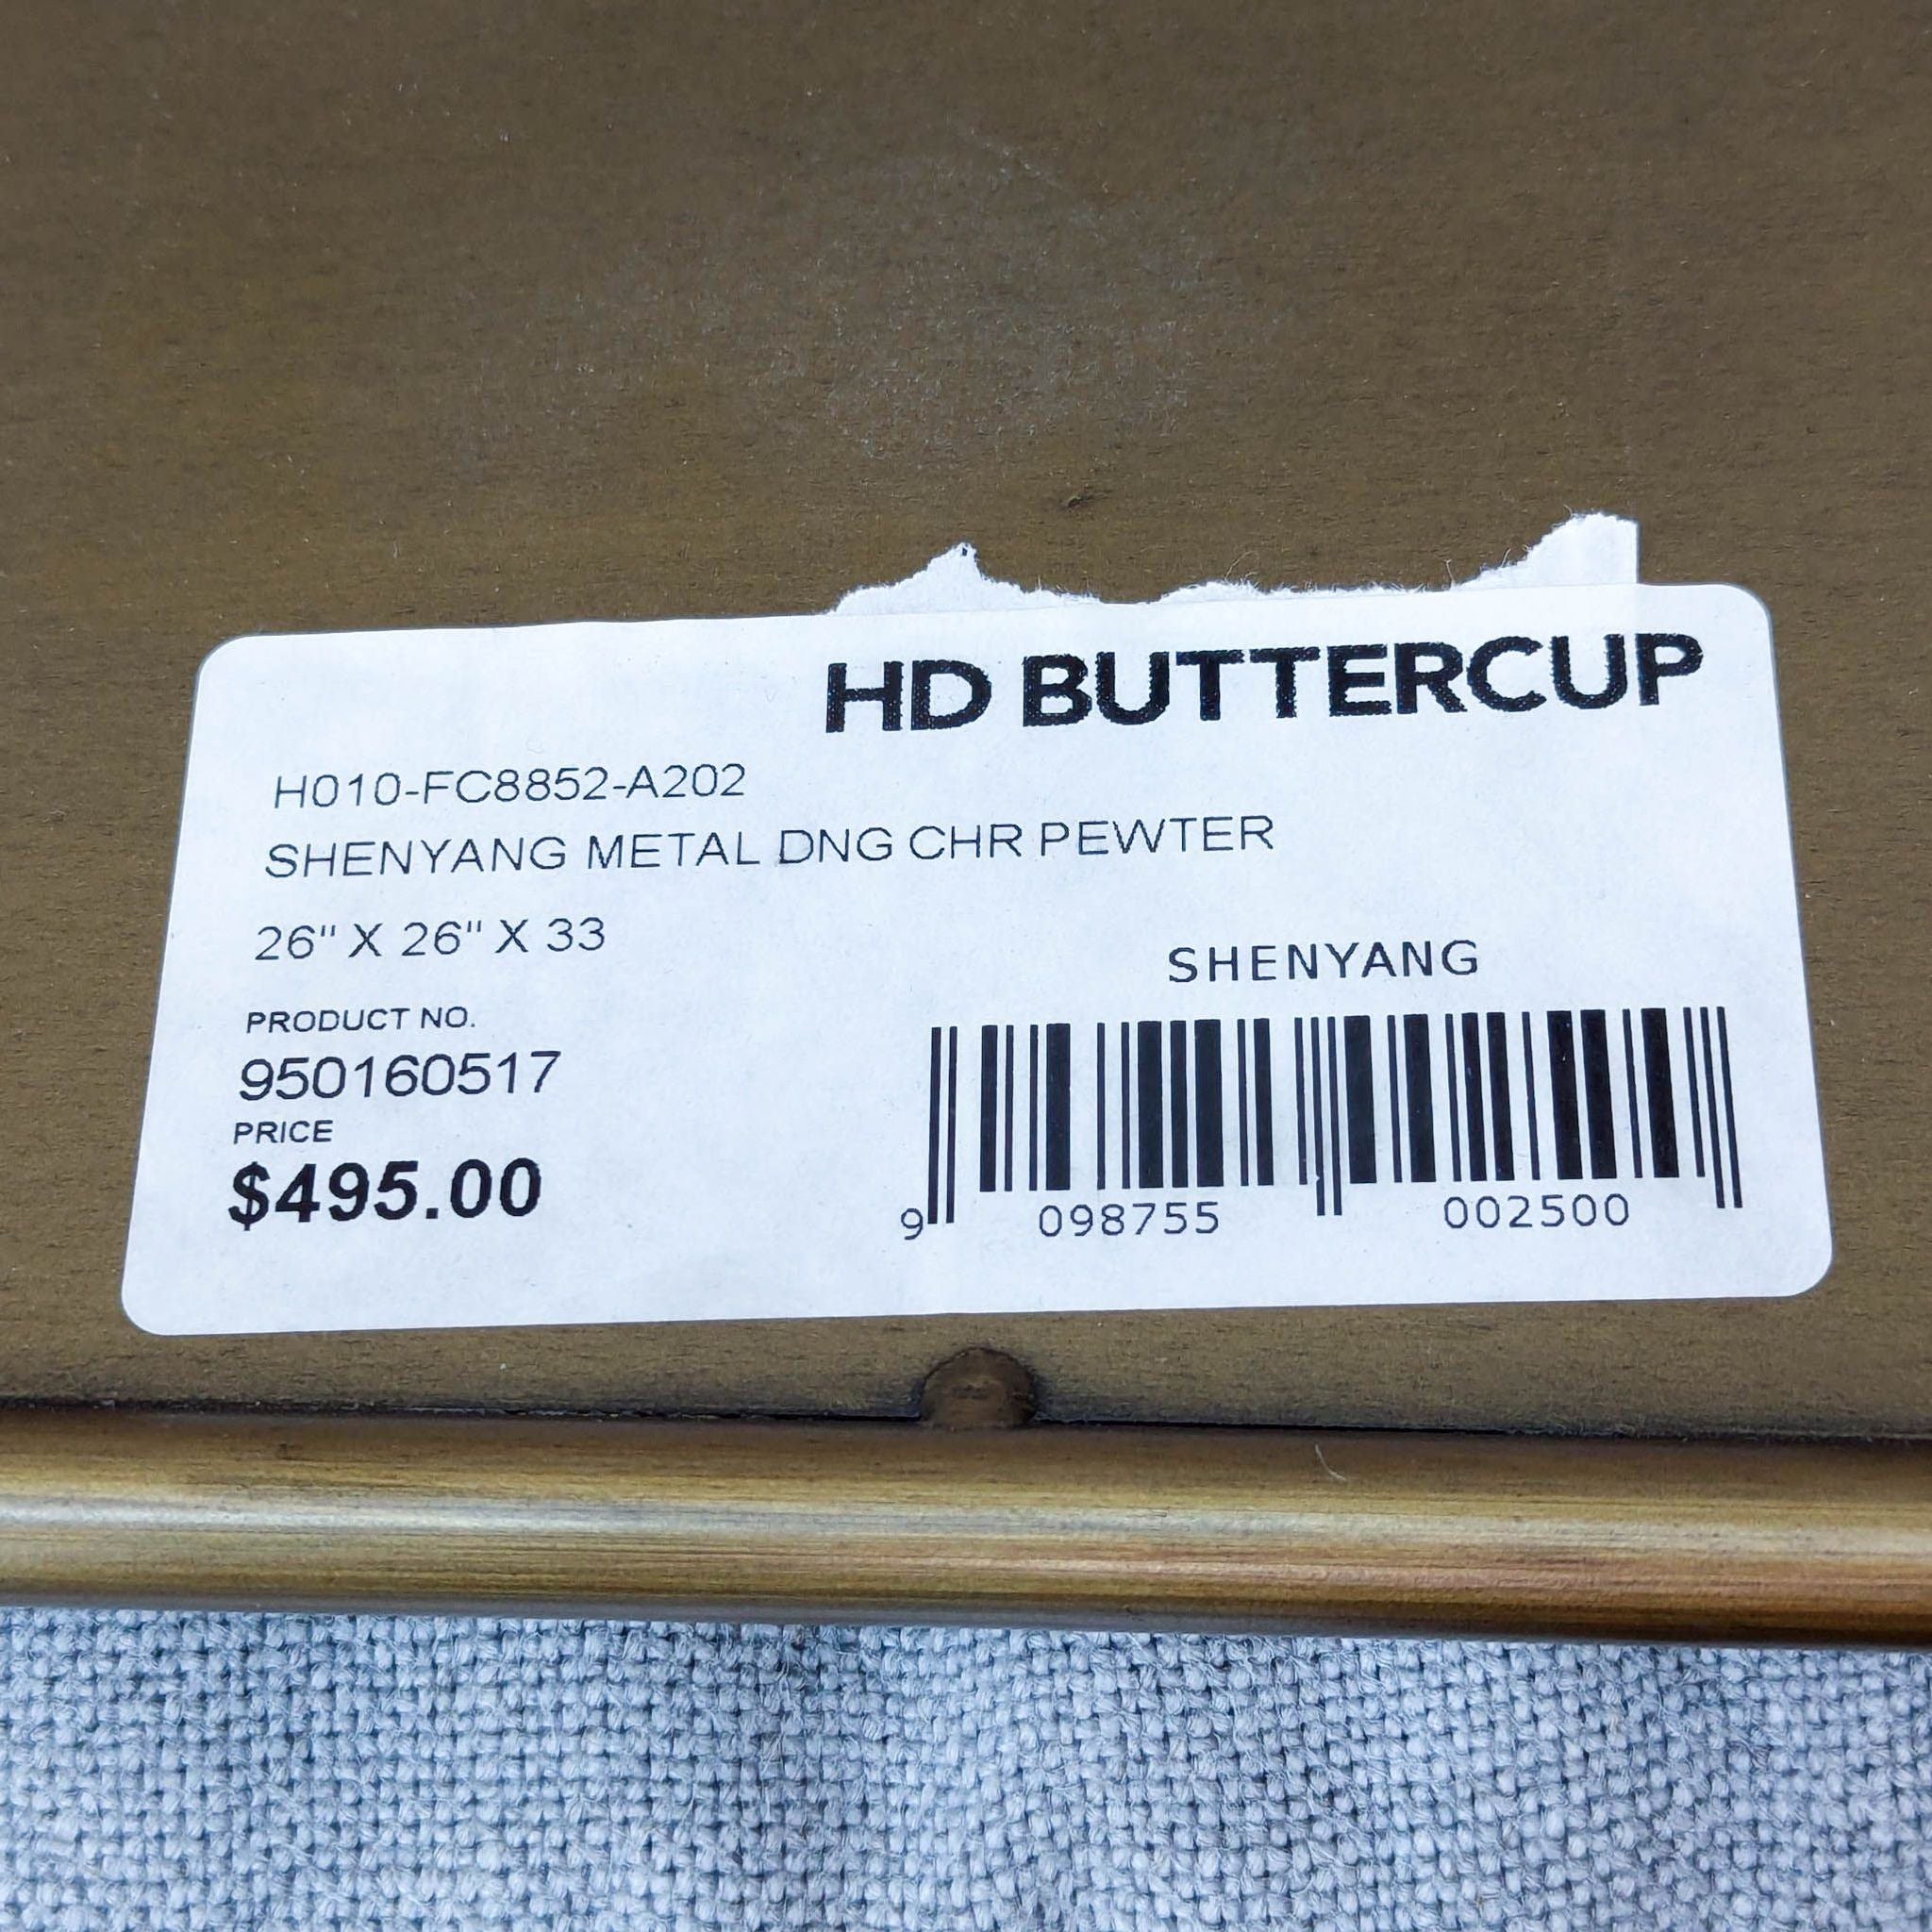 HD BUTTERCUP
H010-FC8852-A202
SHENYANG METAL DNG CHR PEWTER
26" X 26" X 33
SHENYANG
PRODUCT NO.
950160517
PRICE
$495.00
9 098755 002500